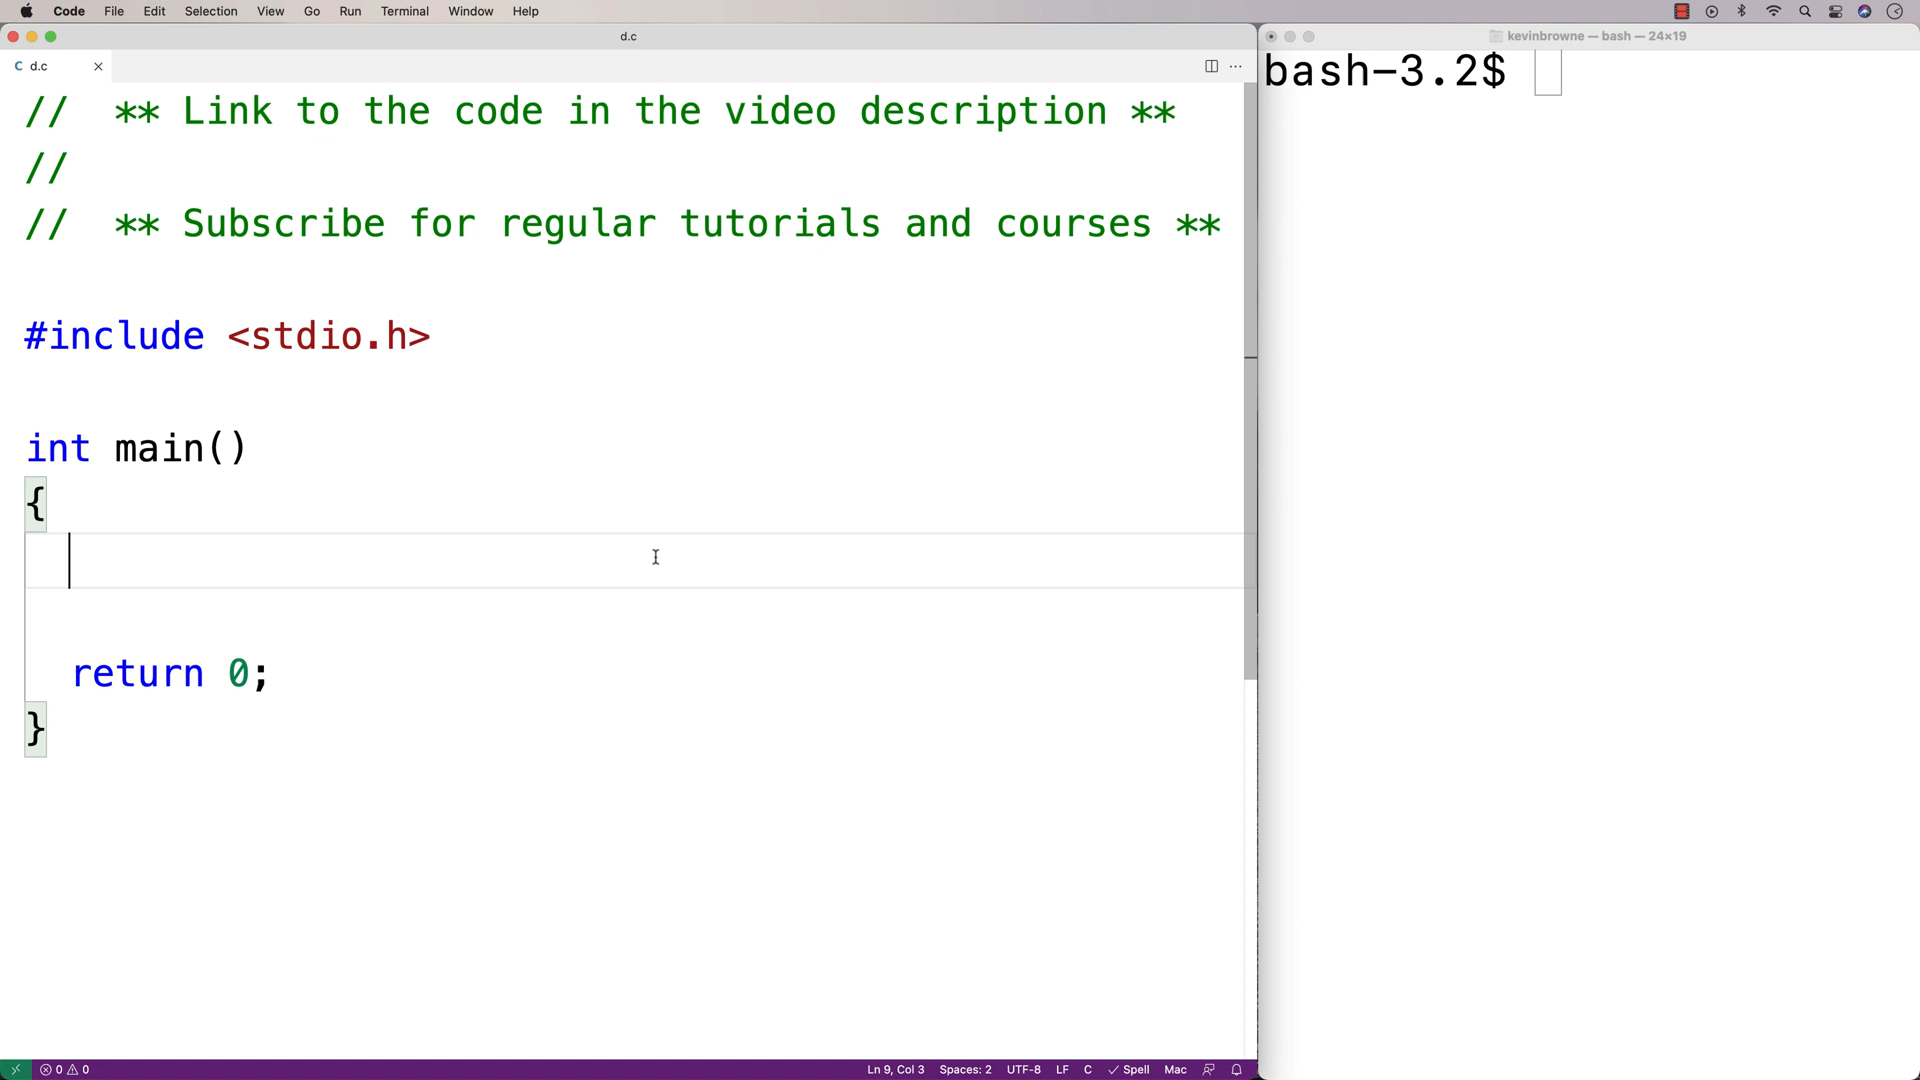 Code File Edit Selection View Go Run Terminal Window Help
d.c
kevinbrowne — bash — 24×19
C d.c
bash-3.2$
// ** Link to the code in the video description **
//
// ** Subscribe for regular tutorials and courses **
#include <stdio.h>
int main()
{
return 0;
}
0 0 Ln 9, Col 3 Spaces: 2 UTF-8 LF C Spell Mac